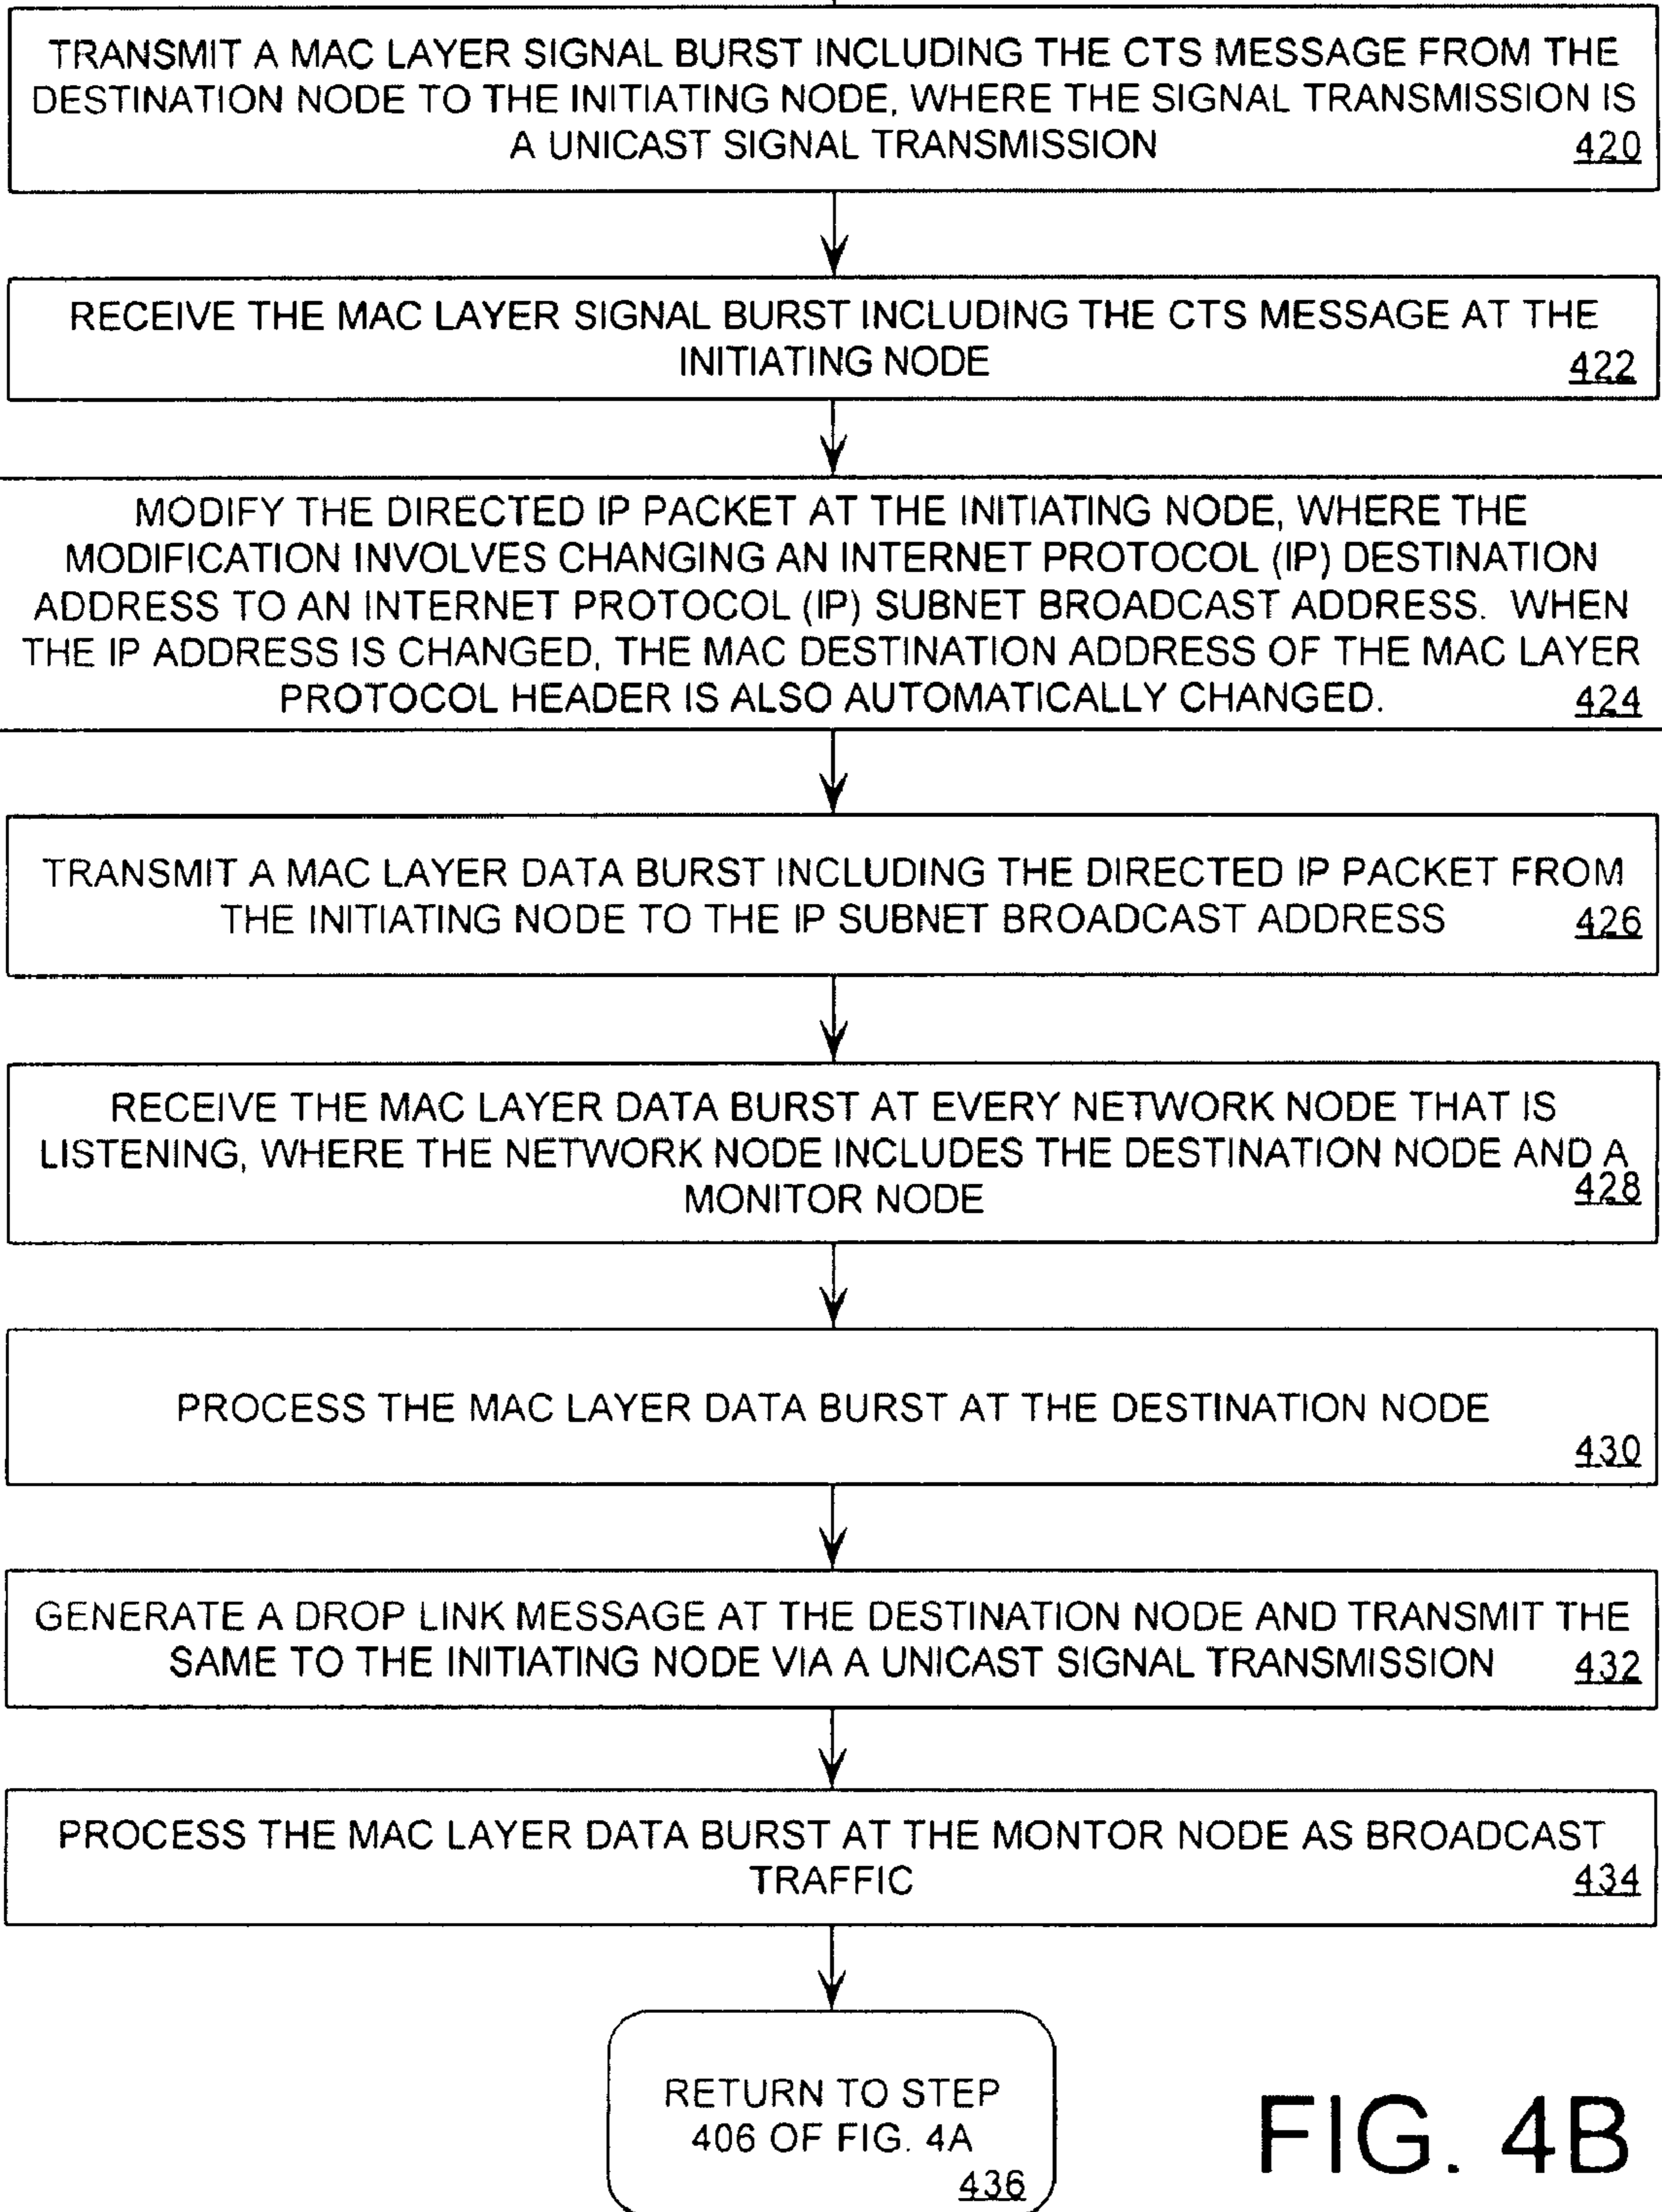 TRANSMIT A MAC LAYER SIGNAL BURST INCLUDING THE CTS MESSAGE FROM THE
DESTINATION NODE TO THE INITIATING NODE, WHERE THE SIGNAL TRANSMISSION IS
A UNICAST SIGNAL TRANSMISSION
420
RECEIVE THE MAC LAYER SIGNAL BURST INCLUDING THE CTS MESSAGE AT THE
INITIATING NODE
422
MODIFY THE DIRECTED IP PACKET AT THE INITIATING NODE, WHERE THE
MODIFICATION INVOLVES CHANGING AN INTERNET PROTOCOL (IP) DESTINATION
ADDRESS TO AN INTERNET PROTOCOL (IP) SUBNET BROADCAST ADDRESS. WHEN
THE IP ADDRESS IS CHANGED, THE MAC DESTINATION ADDRESS OF THE MAC LAYER
PROTOCOL HEADER IS ALSO AUTOMATICALLY CHANGED.
424
TRANSMIT A MAC LAYER DATA BURST INCLUDING THE DIRECTED IP PACKET FROM
THE INITIATING NODE TO THE IP SUBNET BROADCAST ADDRESS
426
RECEIVE THE MAC LAYER DATA BURST AT EVERY NETWORK NODE THAT IS
LISTENING, WHERE THE NETWORK NODE INCLUDES THE DESTINATION NODE AND A
MONITOR NODE
428
PROCESS THE MAC LAYER DATA BURST AT THE DESTINATION NODE
430
GENERATE A DROP LINK MESSAGE AT THE DESTINATION NODE AND TRANSMIT THE
SAME TO THE INITIATING NODE VIA A UNICAST SIGNAL TRANSMISSION
432
PROCESS THE MAC LAYER DATA BURST AT THE MONTOR NODE AS BROADCAST
TRAFFIC
434
RETURN TO STEP
406 OF FIG. 4A
436
FIG. 4B